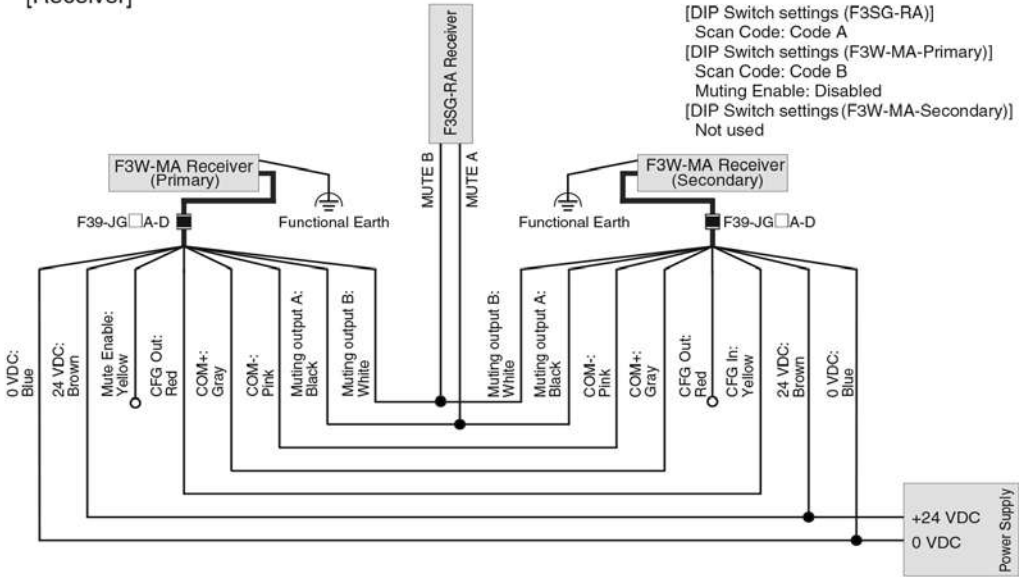 [Receiver]
[DIP Switch settings (F3SG-RA)]
Scan Code: Code A
[DIP Switch settings (F3W-MA-Primary)]
Scan Code: Code B
Muting Enable: Disabled
[DIP Switch settings (F3W-MA-Secondary)]
Not used
F3SG-RA Receiver
MUTE B
MUTE A
F3W-MA Receiver
(Primary)
F3W-MA Receiver
(Secondary)
F39-JG□A-D
Functional Earth
Functional Earth
F39-JG□A-D
0 VDC:
Blue
24 VDC:
Brown
Mute Enable:
Yellow
CFG Out:
Red
COM+:
Gray
COM-:
Pink
Muting output A:
Black
Muting output B:
White
Muting output B:
White
Muting output A:
Black
COM-:
Pink
COM+:
Gray
CFG Out:
Red
CFG In:
Yellow
24 VDC:
Brown
0 VDC:
Blue
+24 VDC
0 VDC
Power Supply